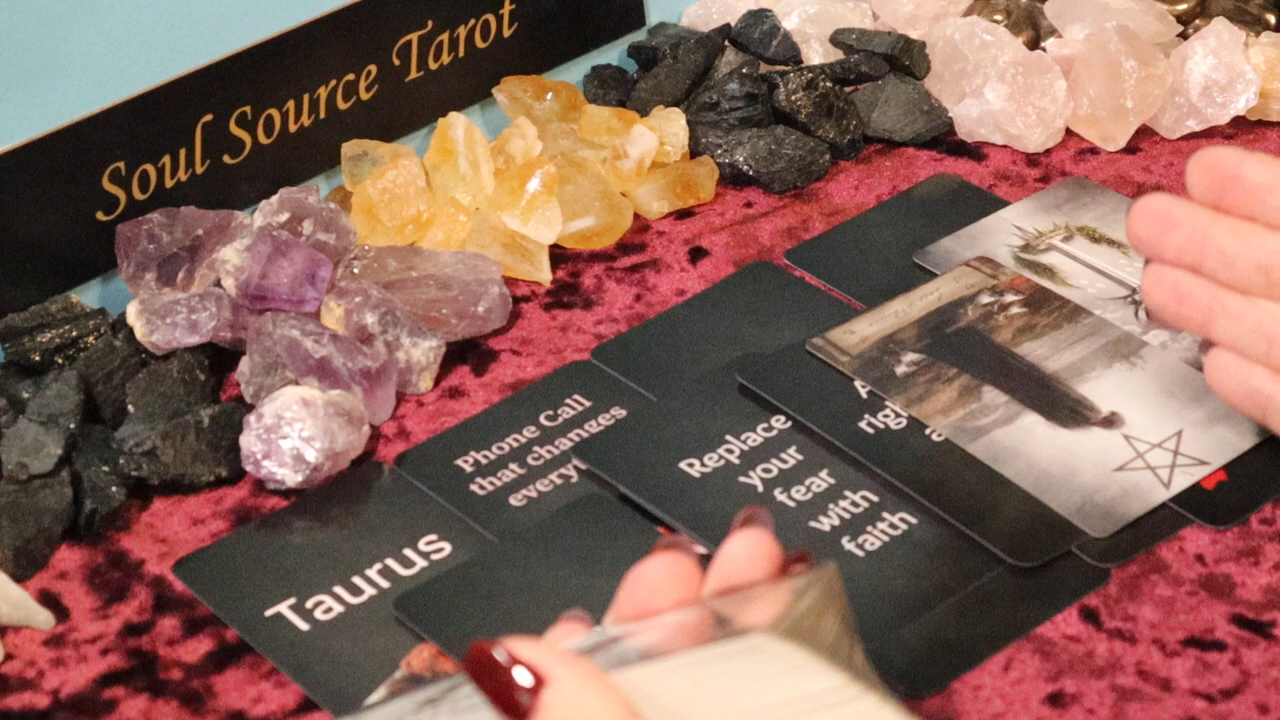 Soul Source Tarot
Phone Call
that changes
Replace
your
fear
with
faith
Taurus